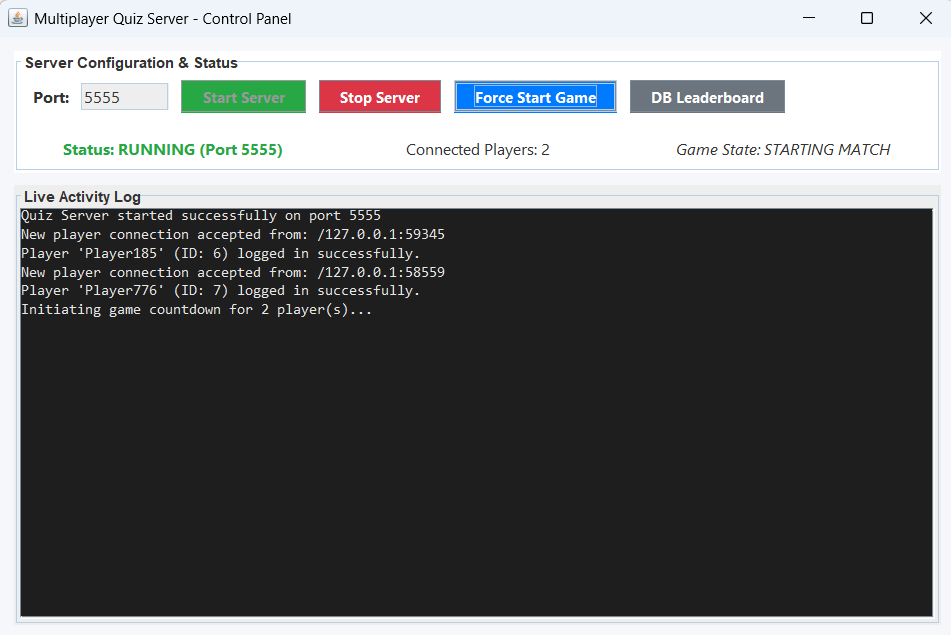 Multiplayer Quiz Server - Control Panel
Server Configuration & Status
Port: 5555 Start Server Stop Server Force Start Game DB Leaderboard
Status: RUNNING (Port 5555) Connected Players: 2 Game State: STARTING MATCH
Live Activity Log
Quiz Server started successfully on port 5555
New player connection accepted from: /127.0.0.1:59345
Player 'Player185' (ID: 6) logged in successfully.
New player connection accepted from: /127.0.0.1:58559
Player 'Player776' (ID: 7) logged in successfully.
Initiating game countdown for 2 player(s)...